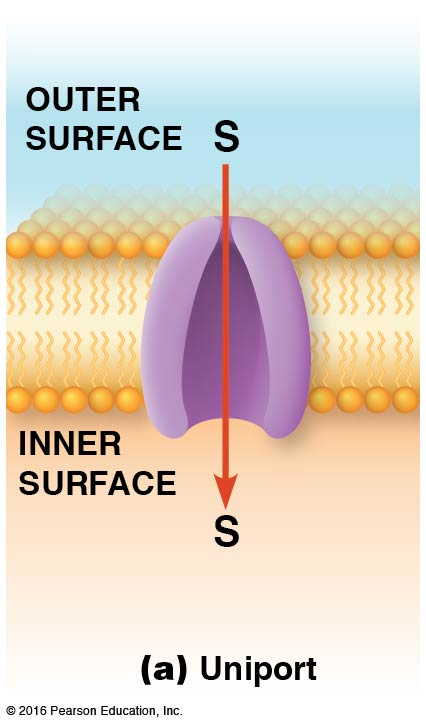 OUTER
SURFACE
S
INNER
SURFACE
S
(a) Uniport
© 2016 Pearson Education, Inc.